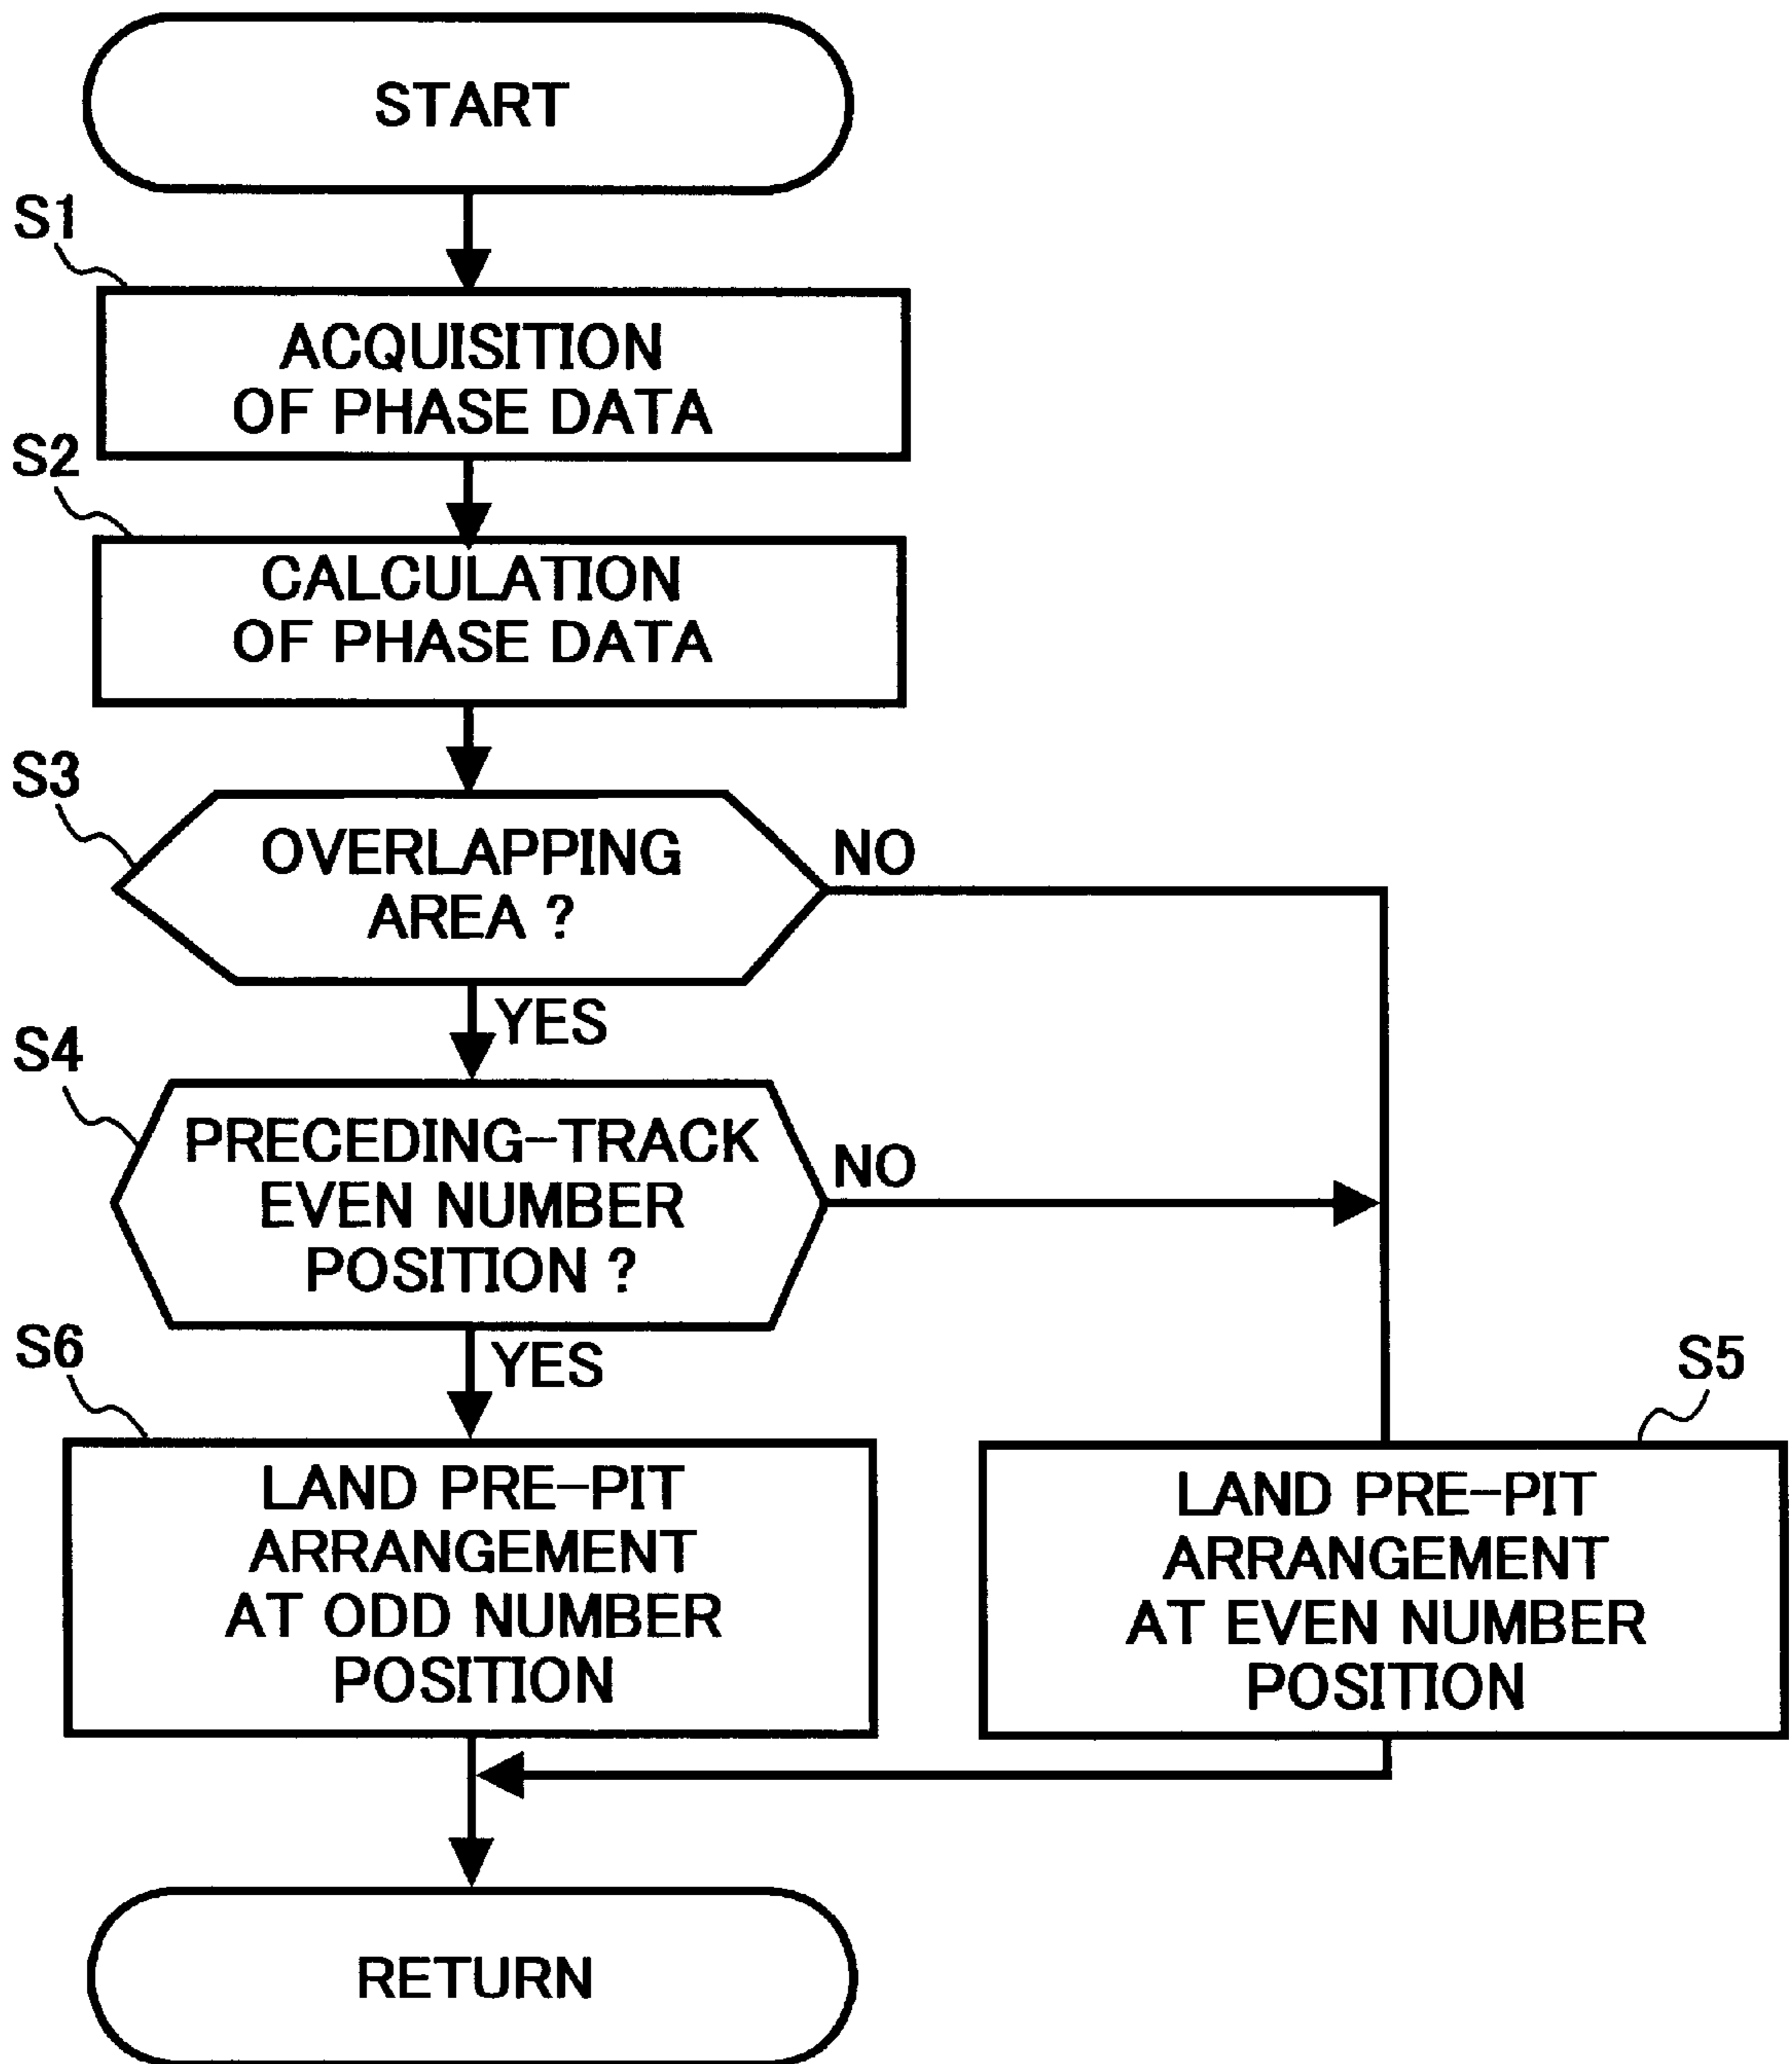 START
S1
ACQUISITION
OF PHASE DATA
S2
CALCULATION
OF PHASE DATA
S3
OVERLAPPING
AREA ?
NO
YES
S4
PRECEDING-TRACK
EVEN NUMBER
POSITION ?
NO
YES
S6
LAND PRE-PIT
ARRANGEMENT
AT ODD NUMBER
POSITION
S5
LAND PRE-PIT
ARRANGEMENT
AT EVEN NUMBER
POSITION
RETURN